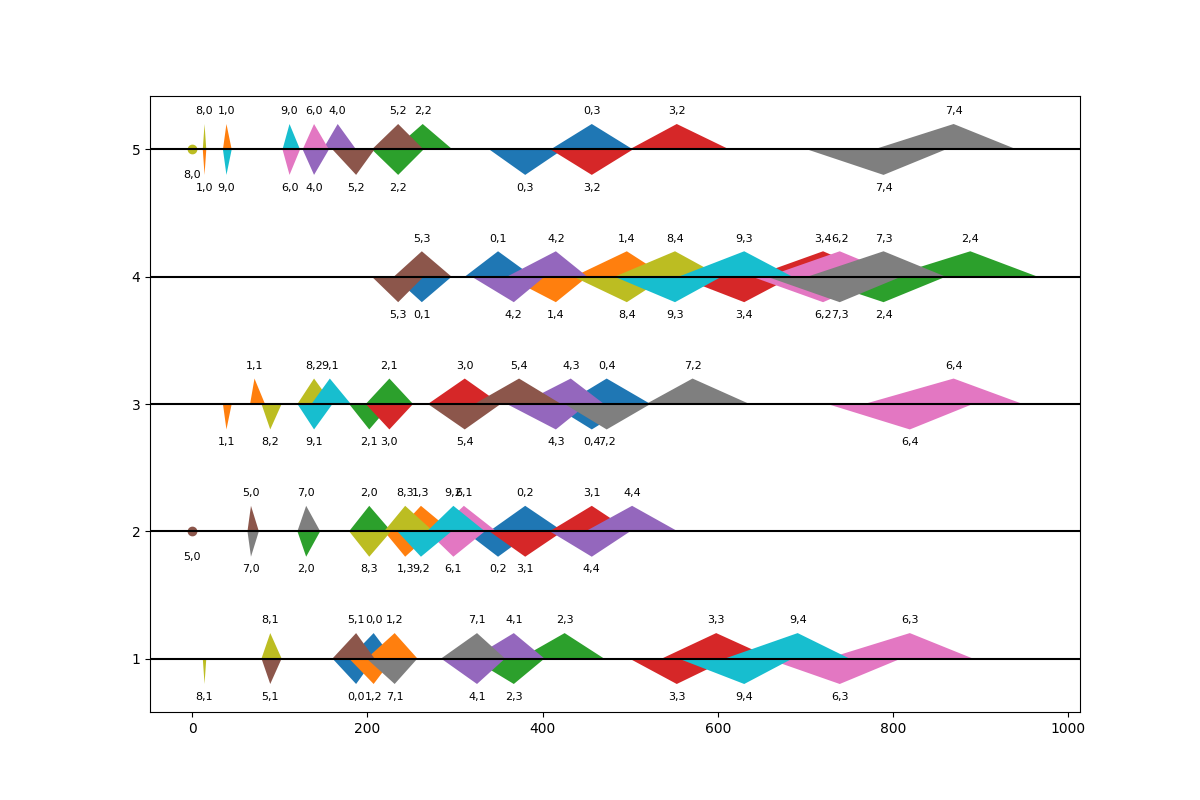 8,0 1,0 9,0 6,0 4,0 5,2 2,2 0,3 3,2 7,4
5
8,0 1,0 9,0 6,0 4,0 5,2 2,2 0,3 3,2 7,4
5,3 0,1 4,2 1,4 8,4 9,3 3,4 6,2 7,3 2,4
4
5,3 0,1 4,2 1,4 8,4 9,3 3,4 6,2 7,3 2,4
1,1 8,2 9,1 2,1 3,0 5,4 4,3 0,4 7,2 6,4
3
1,1 8,2 9,1 2,1 3,0 5,4 4,3 0,4 7,2 6,4
5,0 7,0 2,0 8,3 1,3 9,2 6,1 0,2 3,1 4,4
2
5,0 7,0 2,0 8,3 1,3 9,2 6,1 0,2 3,1 4,4
8,1 5,1 0,0 1,2 7,1 4,1 2,3 3,3 9,4 6,3
1
8,1 5,1 0,0 1,2 7,1 4,1 2,3 3,3 9,4 6,3
0 200 400 600 800 1000